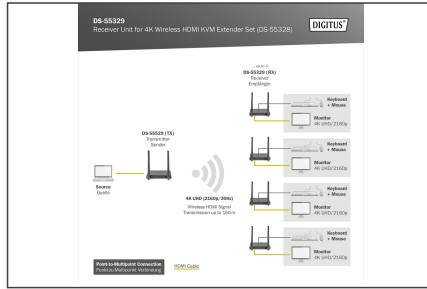 DS-55329
Receiver Unit for 4K Wireless HDMI KVM Extender Set (DS-55328)
DIGITUS®
... up to 4
DS-55329 (RX)
Receiver
Empfänger
Keyboard
+ Mouse
Monitor
4K UHD/2160p
DS-55529 (TX)
Transmitter
Sender
Keyboard
+ Mouse
Monitor
4K UHD/2160p
Source
Quelle
4K UHD (2160p/30Hz)
Wireless HDMI Signal
Transmission up to 150m
Keyboard
+ Mouse
Monitor
4K UHD/2160p
Keyboard
+ Mouse
Monitor
4K UHD/2160p
Point-to-Multipoint Connection
Punkt-zu-Multipunkt Verbindung
HDMI Cable